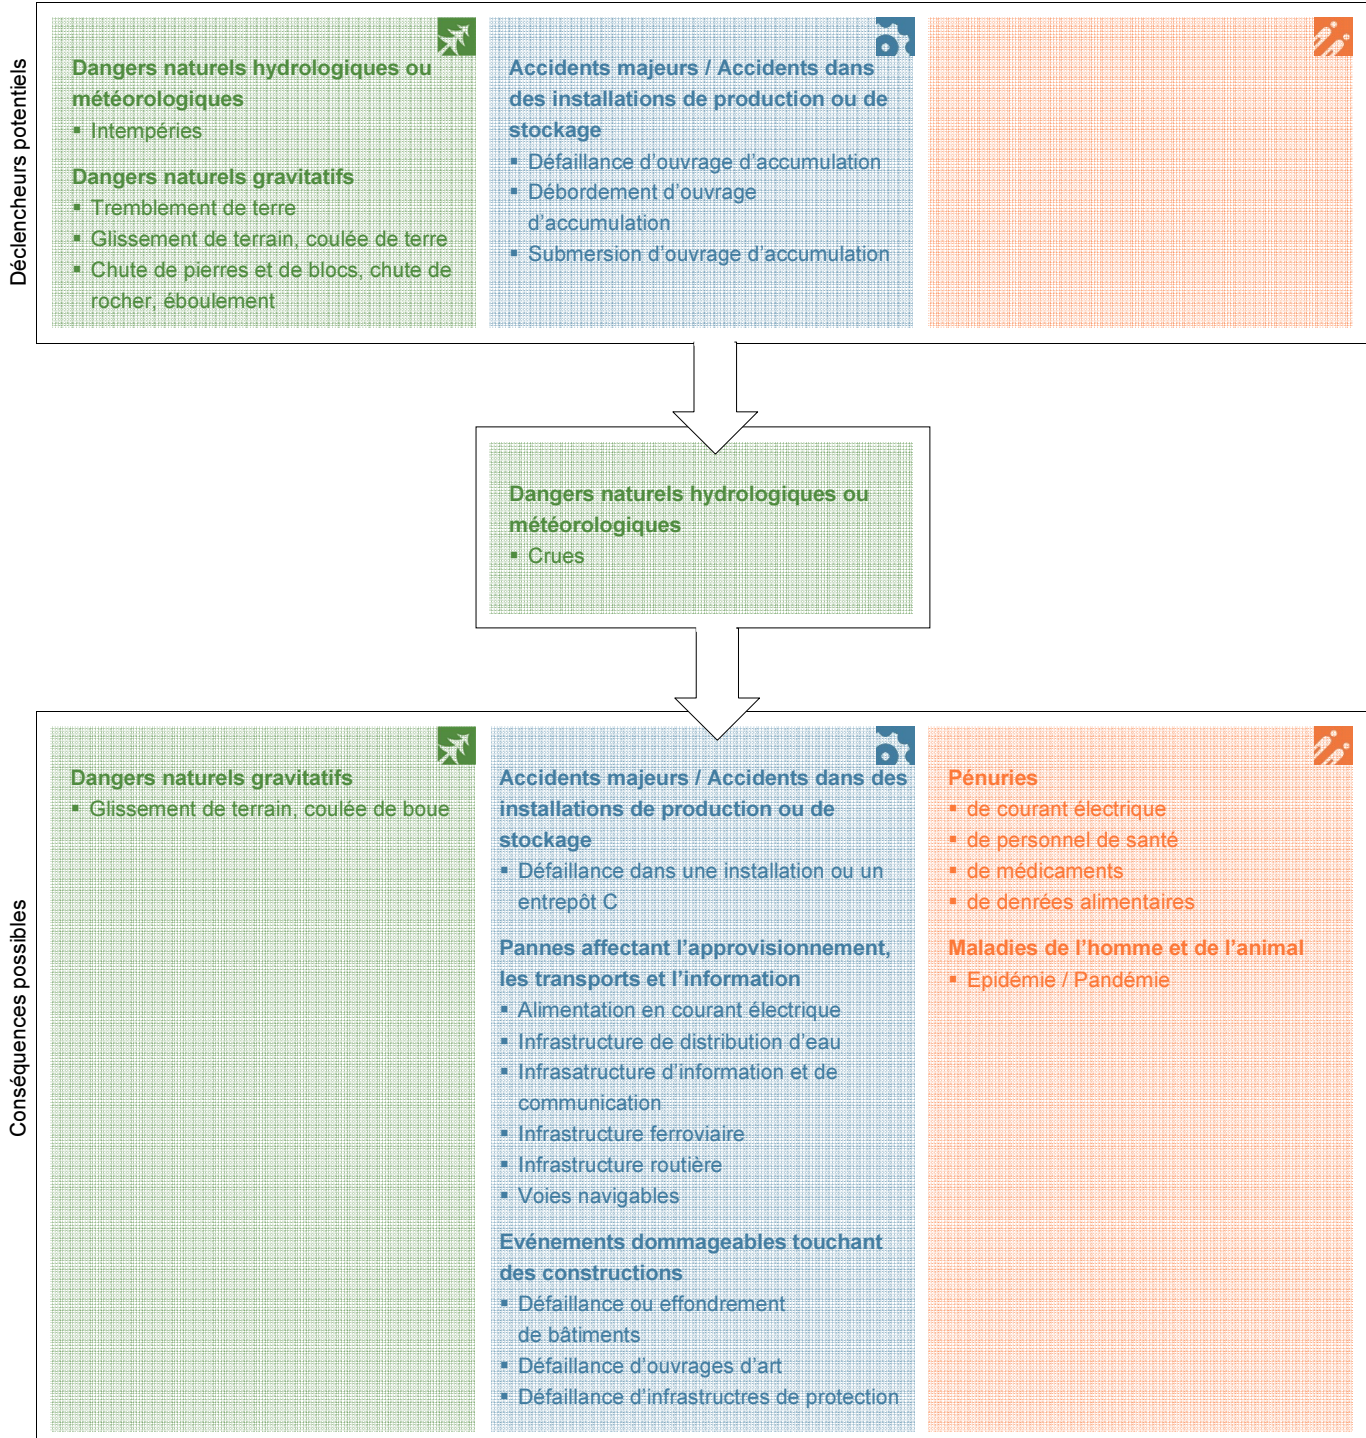 Déclencheurs potentiels
Dangers naturels hydrologiques ou
météorologiques
▪ Intempéries
Dangers naturels gravitatifs
▪ Tremblement de terre
▪ Glissement de terrain, coulée de terre
▪ Chute de pierres et de blocs, chute de
rocher, éboulement
Accidents majeurs / Accidents dans
des installations de production ou de
stockage
▪ Défaillance d’ouvrage d’accumulation
▪ Débordement d’ouvrage
d’accumulation
▪ Submersion d’ouvrage d’accumulation
Dangers naturels hydrologiques ou
météorologiques
▪ Crues
Conséquences possibles
Dangers naturels gravitatifs
▪ Glissement de terrain, coulée de boue
Accidents majeurs / Accidents dans des
installations de production ou de
stockage
▪ Défaillance dans une installation ou un
entrepôt C
Pannes affectant l’approvisionnement,
les transports et l’information
▪ Alimentation en courant électrique
▪ Infrastructure de distribution d’eau
▪ Infrasatructure d’information et de
communication
▪ Infrastructure ferroviaire
▪ Infrastructure routière
▪ Voies navigables
Evénements dommageables touchant
des constructions
▪ Défaillance ou effondrement
de bâtiments
▪ Défaillance d’ouvrages d’art
▪ Défaillance d’infrastructres de protection
Pénuries
▪ de courant électrique
▪ de personnel de santé
▪ de médicaments
▪ de denrées alimentaires
Maladies de l’homme et de l’animal
▪ Epidémie / Pandémie